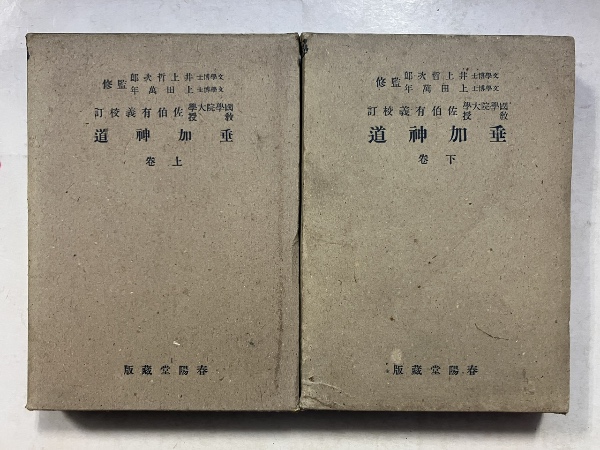 文學博士井上哲次郎
文學博士上田萬年
監修
國學院大學教授佐伯有義校訂
垂加神道
上卷
春陽堂藏版
文學博士井上哲次郎
文學博士上田萬年
監修
國學院大學教授佐伯有義校訂
垂加神道
下卷
春陽堂藏版